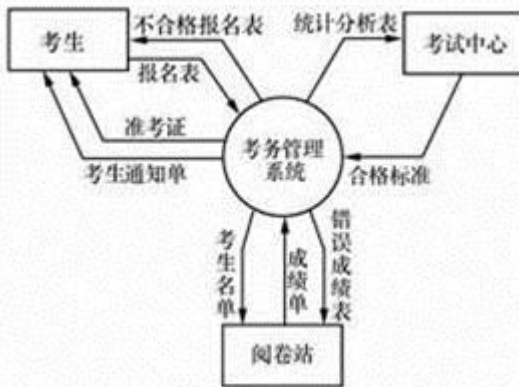 考生
不合格报名表
统计分析表
考试中心
报名表
准考证
考生通知单
考务管理
系统
合格标准
考生名单
成绩单
错误成绩表
阅卷站